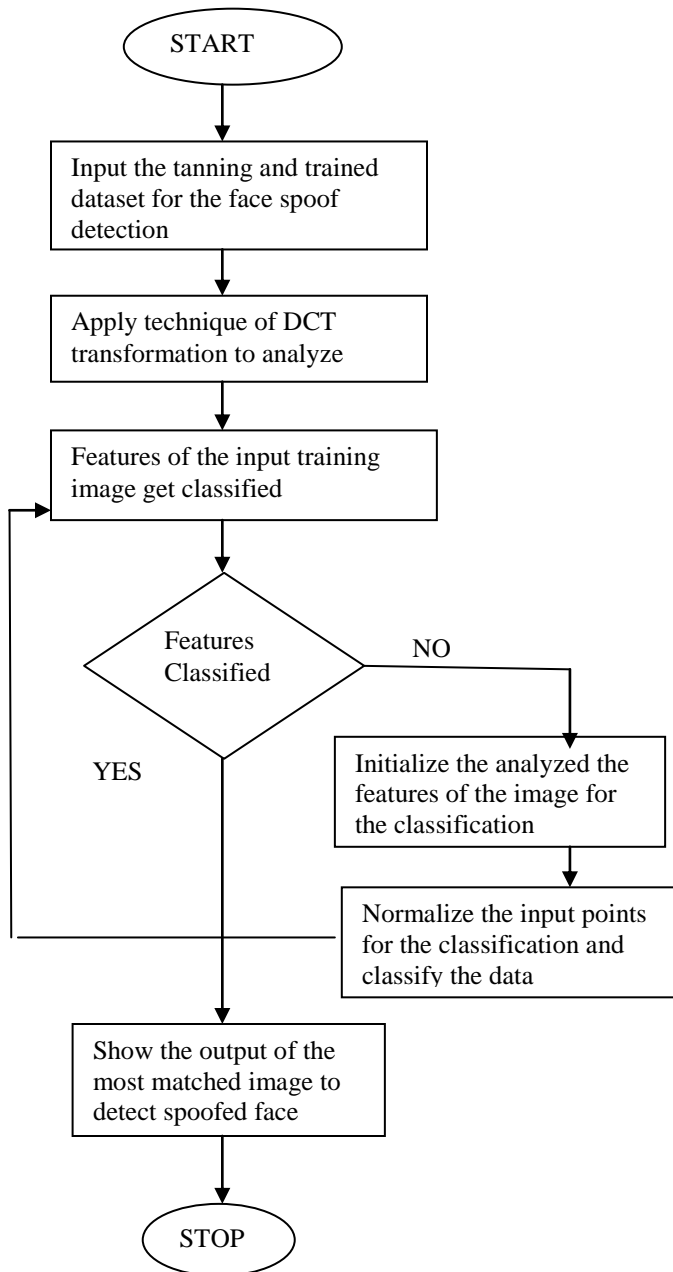 START
Input the tanning and trained
dataset for the face spoof
detection
Apply technique of DCT
transformation to analyze
Features of the input training
image get classified
Features
Classified
NO
YES
Initialize the analyzed the
features of the image for
the classification
Normalize the input points
for the classification and
classify the data
Show the output of the
most matched image to
detect spoofed face
STOP